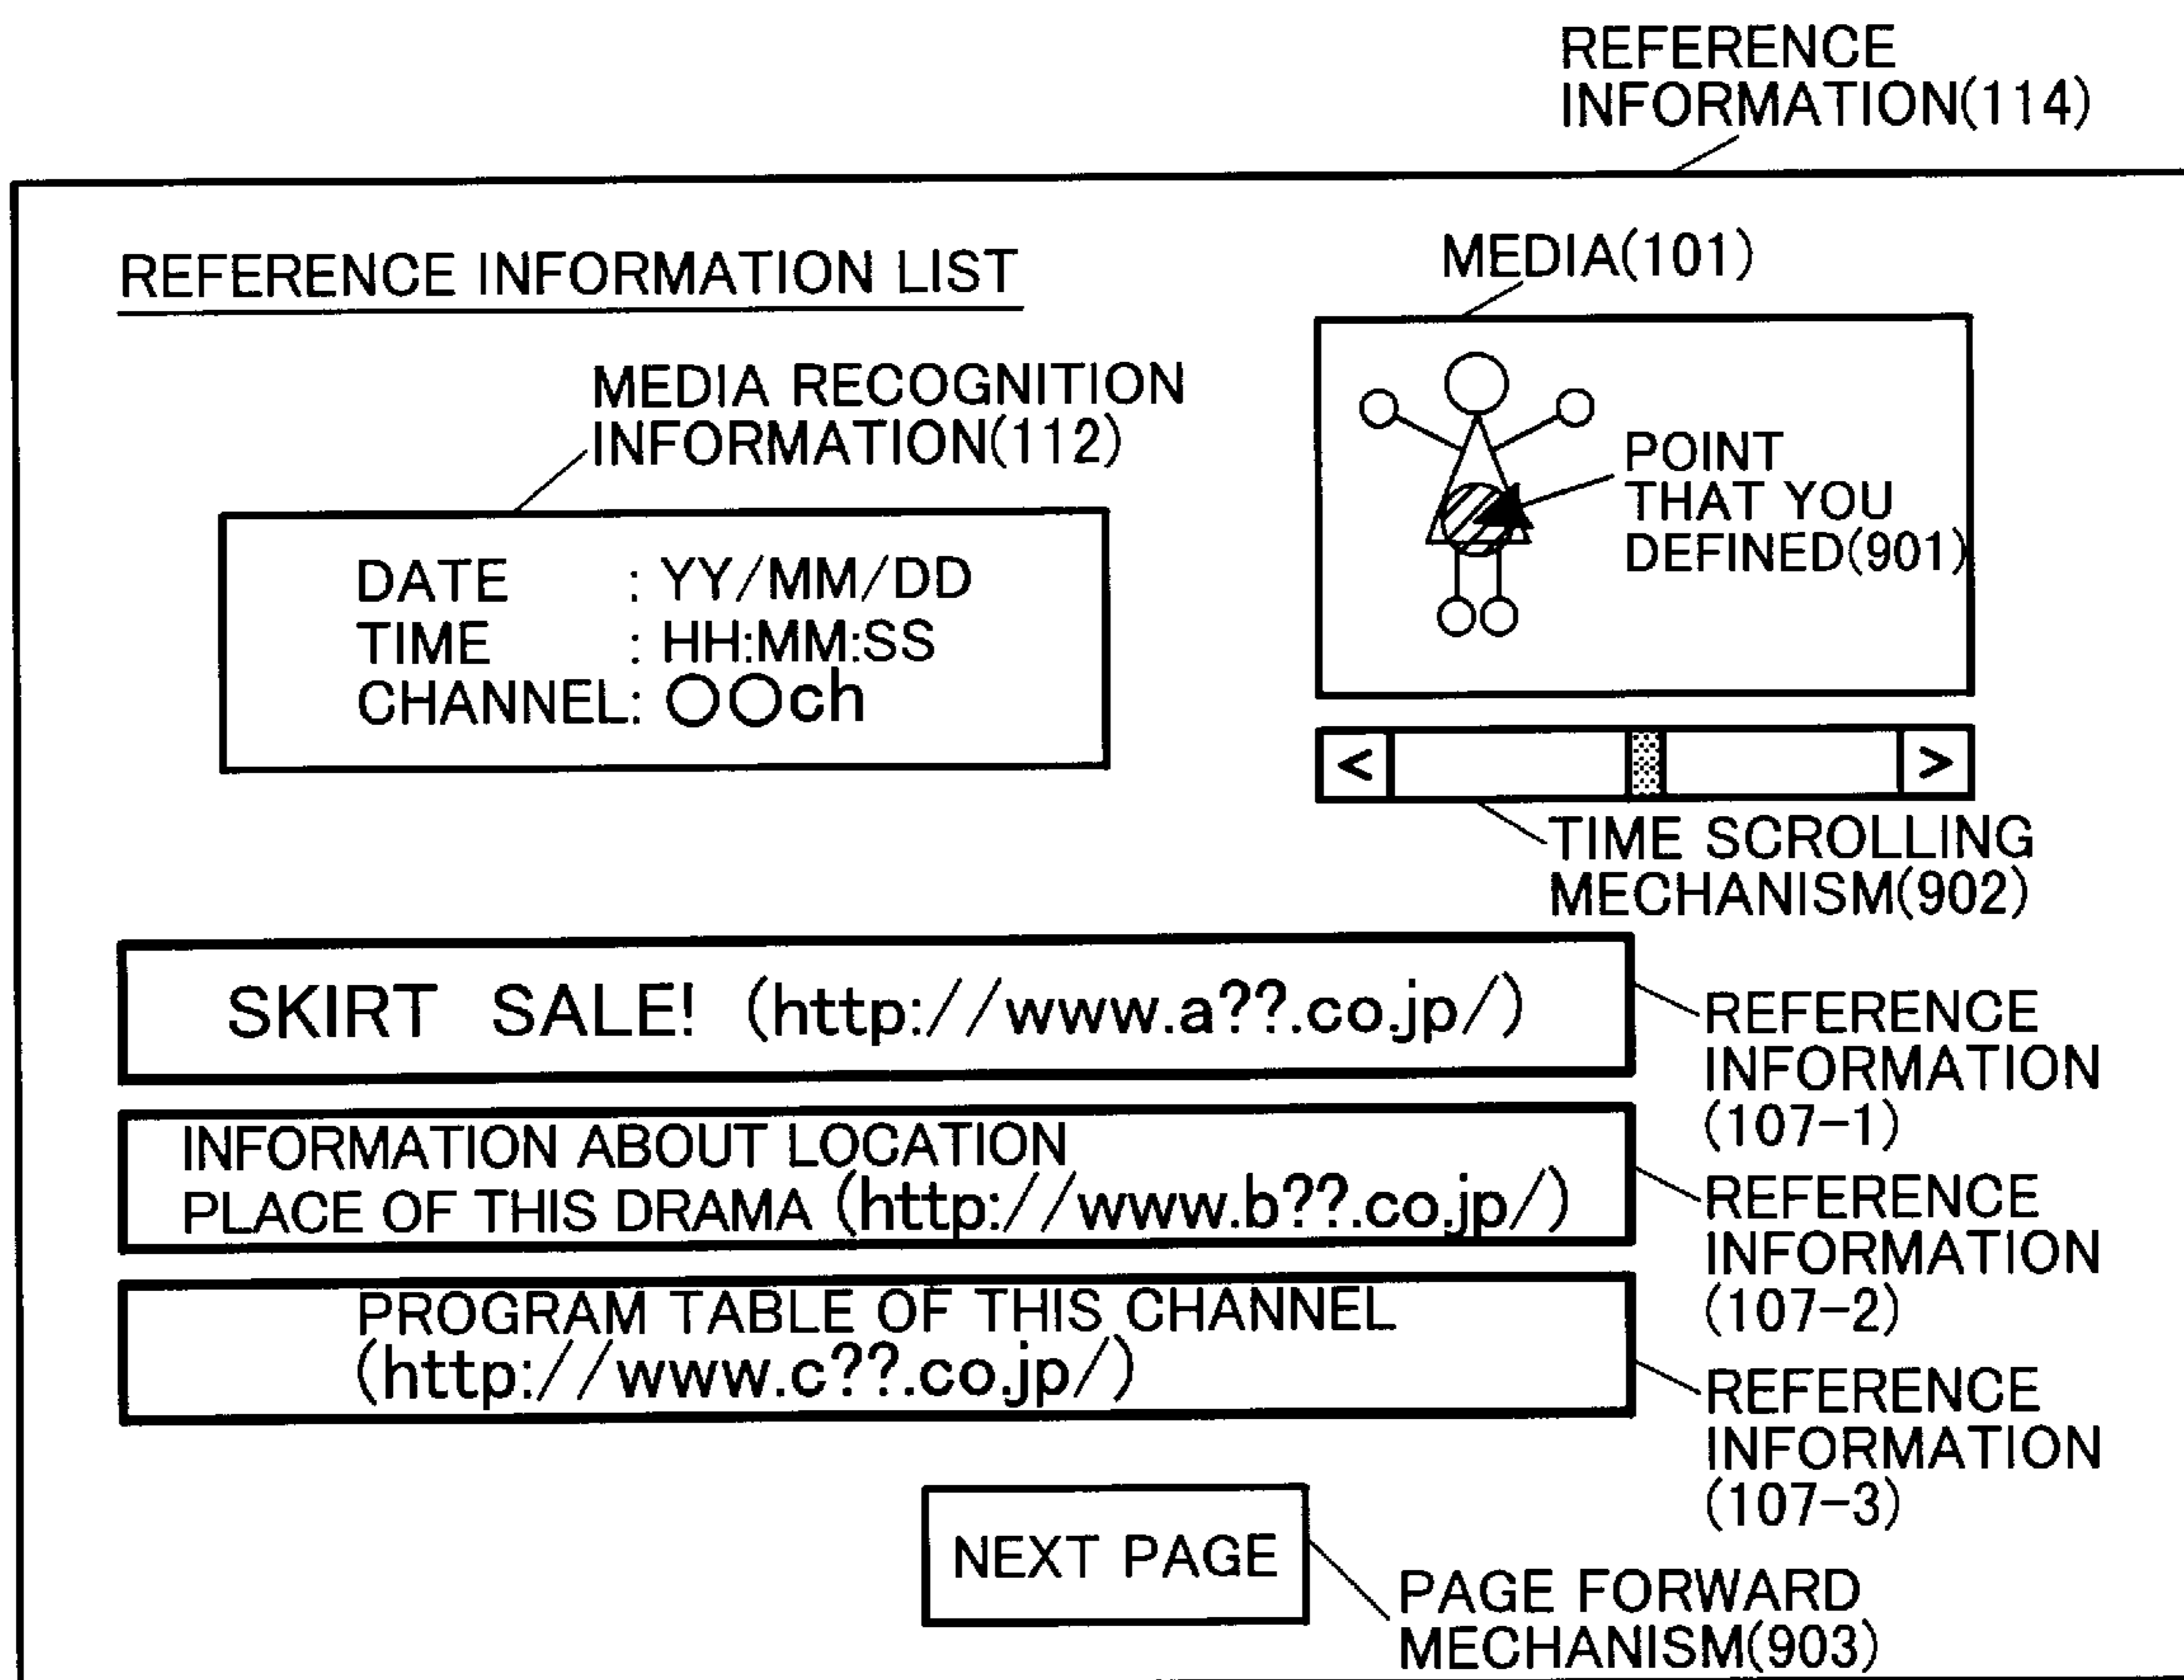 REFERENCE
INFORMATION(114)
REFERENCE INFORMATION LIST
MEDIA(101)
MEDIA RECOGNITION
INFORMATION(112)
POINT
THAT YOU
DEFINED(901)
DATE : YY/MM/DD
TIME : HH:MM:SS
CHANNEL: ○○ch
< >
TIME SCROLLING
MECHANISM(902)
SKIRT SALE! (http://www.a??.co.jp/)
REFERENCE
INFORMATION
(107-1)
INFORMATION ABOUT LOCATION
PLACE OF THIS DRAMA (http://www.b??.co.jp/)
REFERENCE
INFORMATION
(107-2)
PROGRAM TABLE OF THIS CHANNEL
(http://www.c??.co.jp/)
REFERENCE
INFORMATION
(107-3)
NEXT PAGE
PAGE FORWARD
MECHANISM(903)